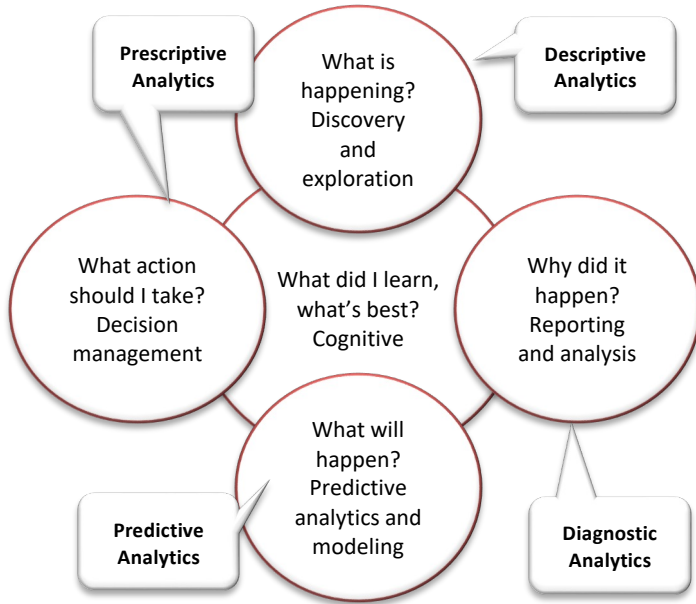 Prescriptive
Analytics
What is
happening?
Discovery
and
exploration
Descriptive
Analytics
What action
should I take?
Decision
management
What did I learn,
what’s best?
Cognitive
Why did it
happen?
Reporting
and analysis
What will
happen?
Predictive
analytics and
modeling
Predictive
Analytics
Diagnostic
Analytics